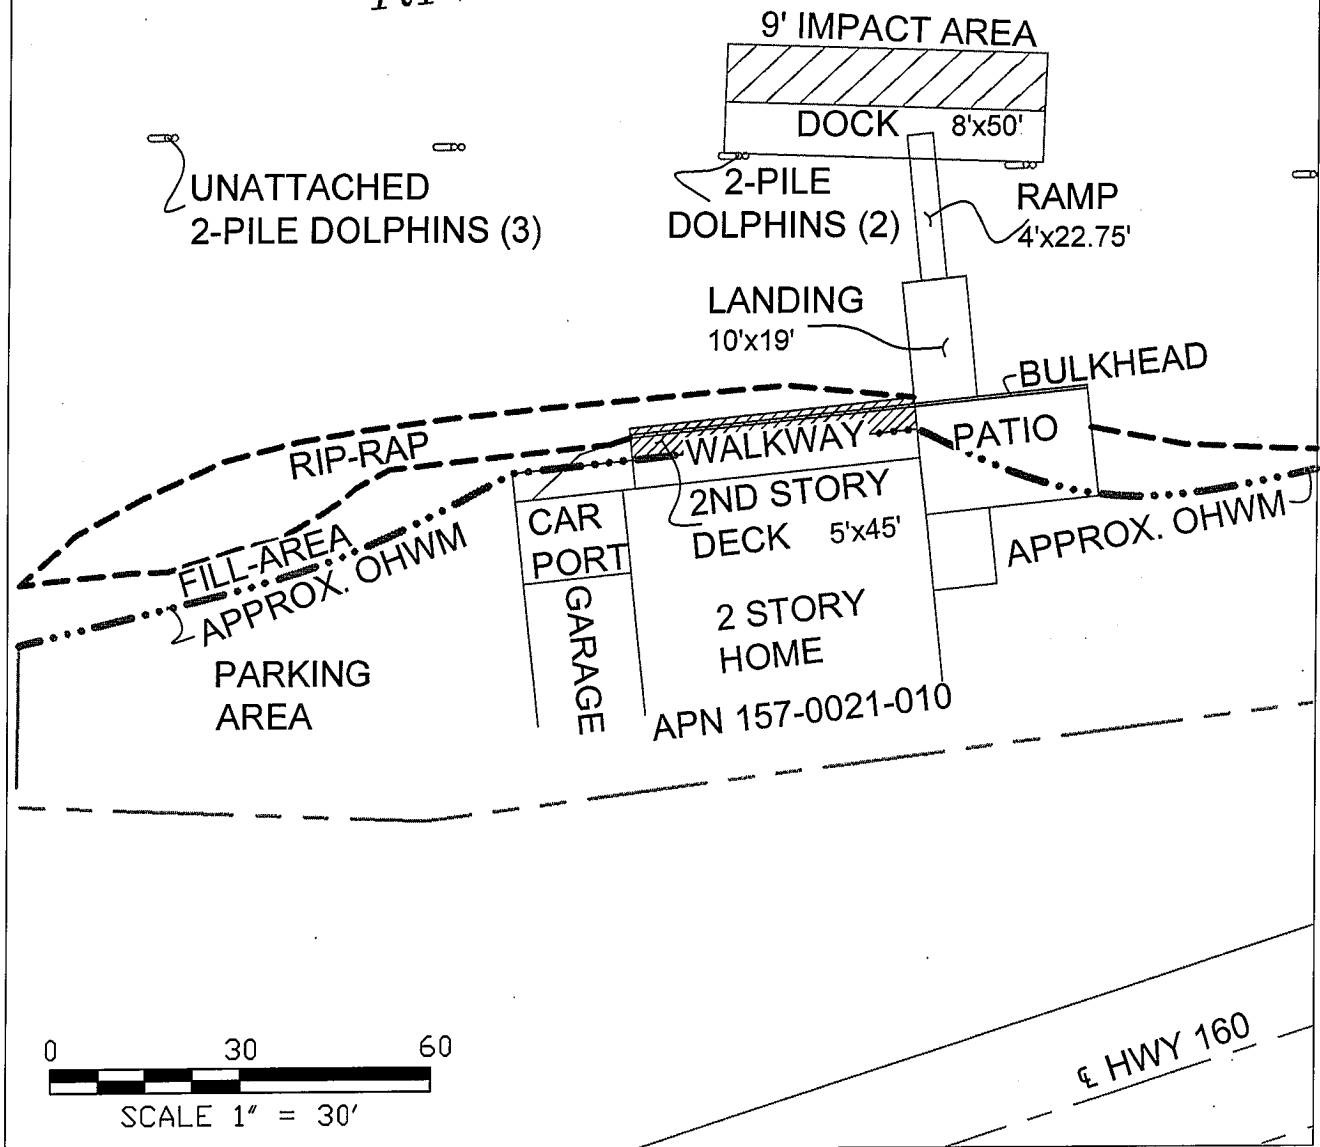 9' IMPACT AREA
DOCK 8'x50'
UNATTACHED
2-PILE DOLPHINS (3)
2-PILE
DOLPHINS (2)
RAMP
4'x22.75'
LANDING
10'x19'
BULKHEAD
RIP-RAP
WALKWAY
PATIO
2ND STORY
DECK 5'x45'
CAR
PORT
FILL-AREA
APPROX. OHWM
APPROX. OHWM
GARAGE
2 STORY
HOME
PARKING
AREA
APN 157-0021-010
0 30 60
SCALE 1" = 30'
℄ HWY 160